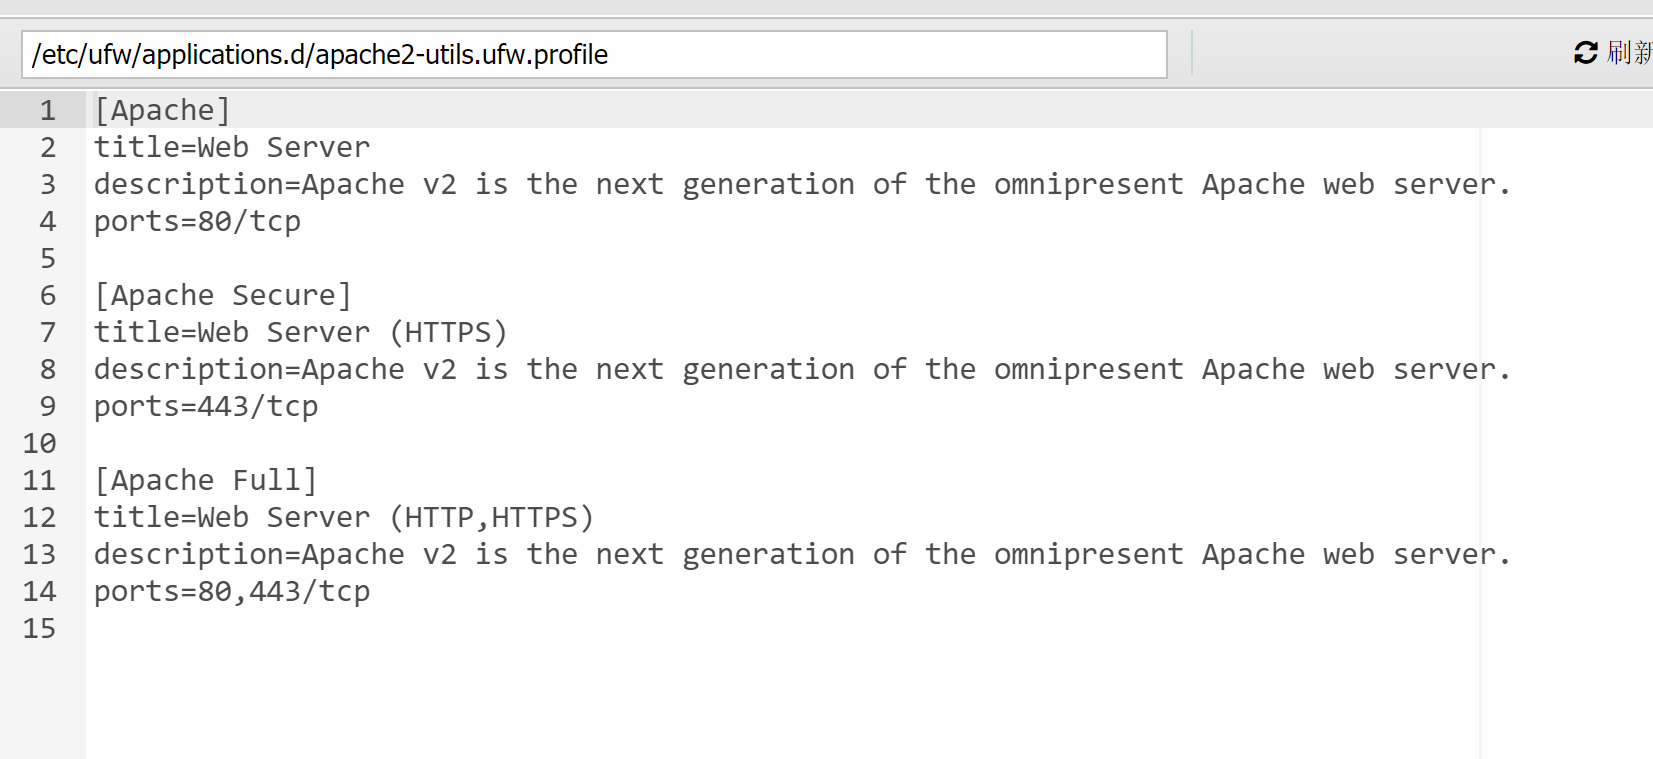 /etc/ufw/applications.d/apache2-utils.ufw.profile
刷新
1 [Apache]
2 title=Web Server
3 description=Apache v2 is the next generation of the omnipresent Apache web server.
4 ports=80/tcp
5
6 [Apache Secure]
7 title=Web Server (HTTPS)
8 description=Apache v2 is the next generation of the omnipresent Apache web server.
9 ports=443/tcp
10
11 [Apache Full]
12 title=Web Server (HTTP,HTTPS)
13 description=Apache v2 is the next generation of the omnipresent Apache web server.
14 ports=80,443/tcp
15